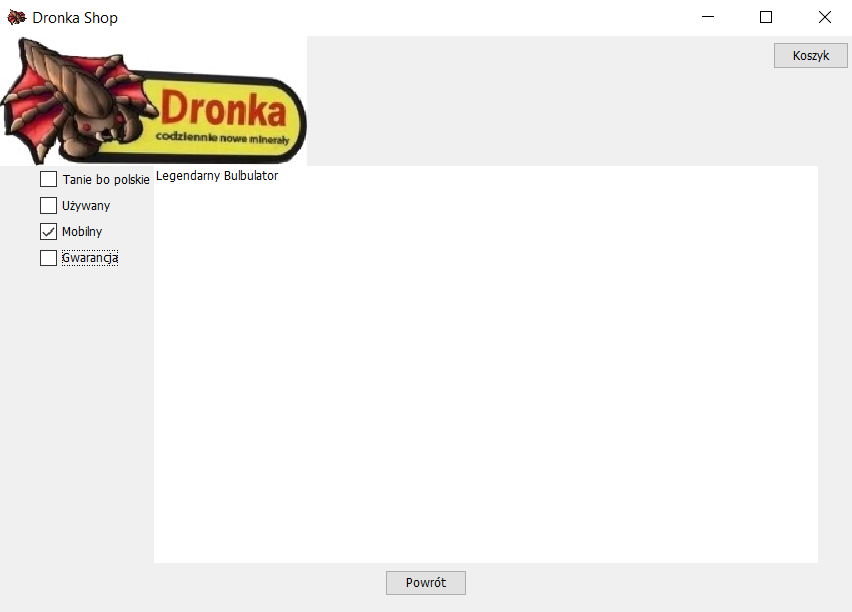 Dronka Shop
Koszyk
Dronka
codziennie nowe minerały
Tanie bo polskie
Legendarny Bulbulator
Używany
Mobilny
Gwarancja
Powrót